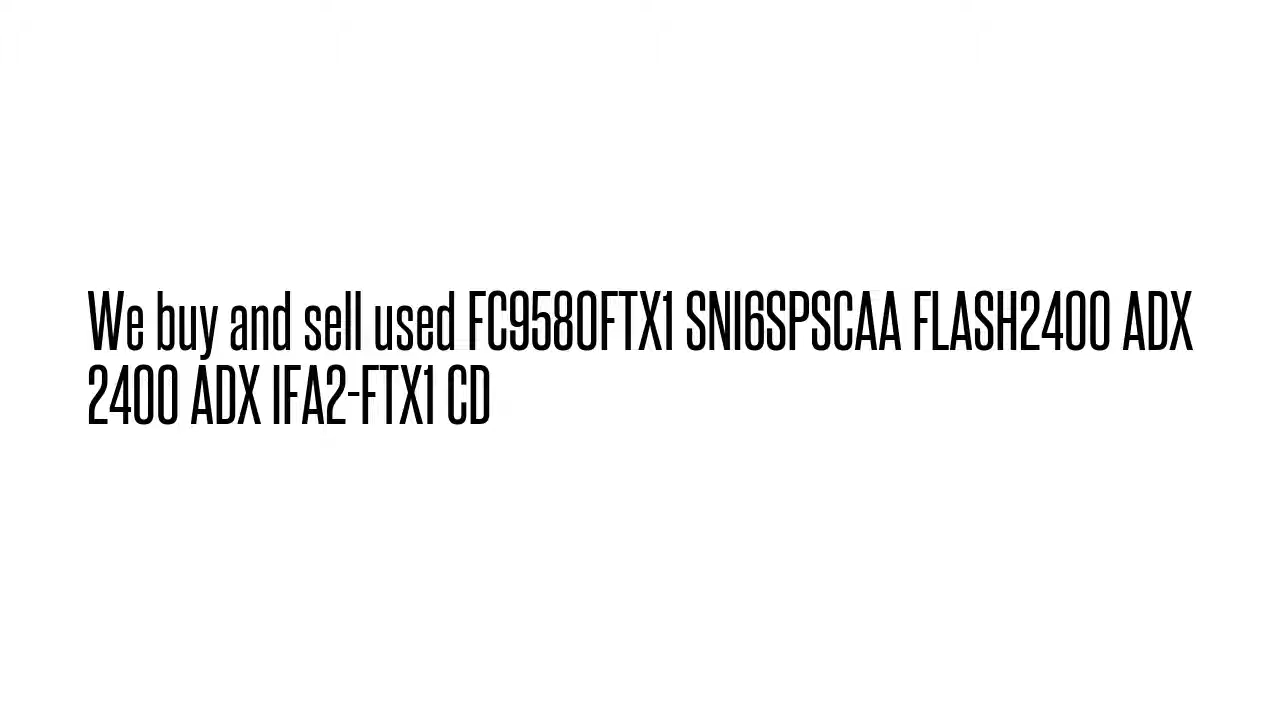 We buy and sell used FC9580FTX1 SNI6SPSCAA FLASH2400 ADX
2400 ADX IFA2-FTX1 CD